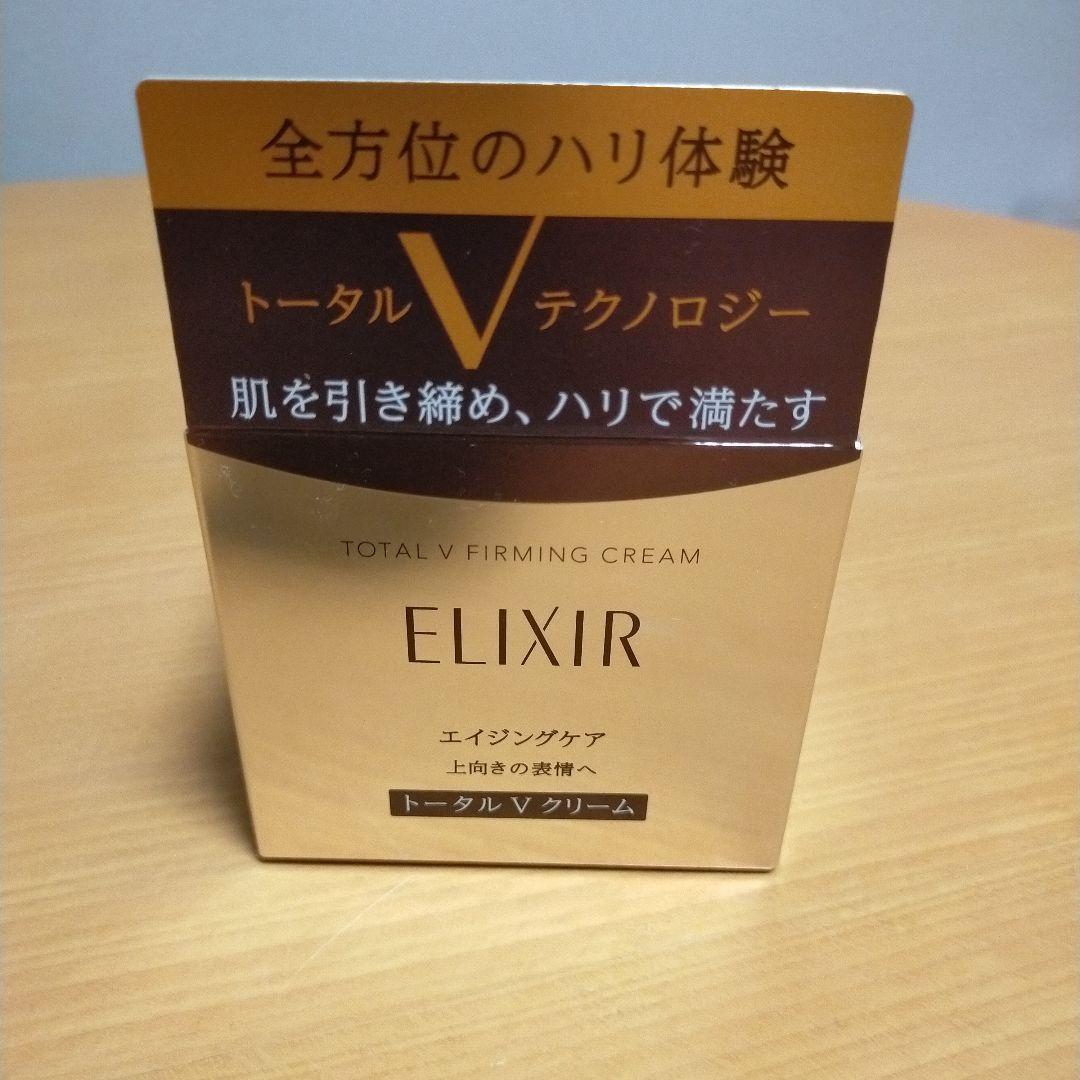 全方位のハリ体験
トータル V テクノロジー
肌を引き締め、ハリで満たす
TOTAL V FIRMING CREAM
ELIXIR
エイジングケア
上向きの表情へ
トータル V クリーム